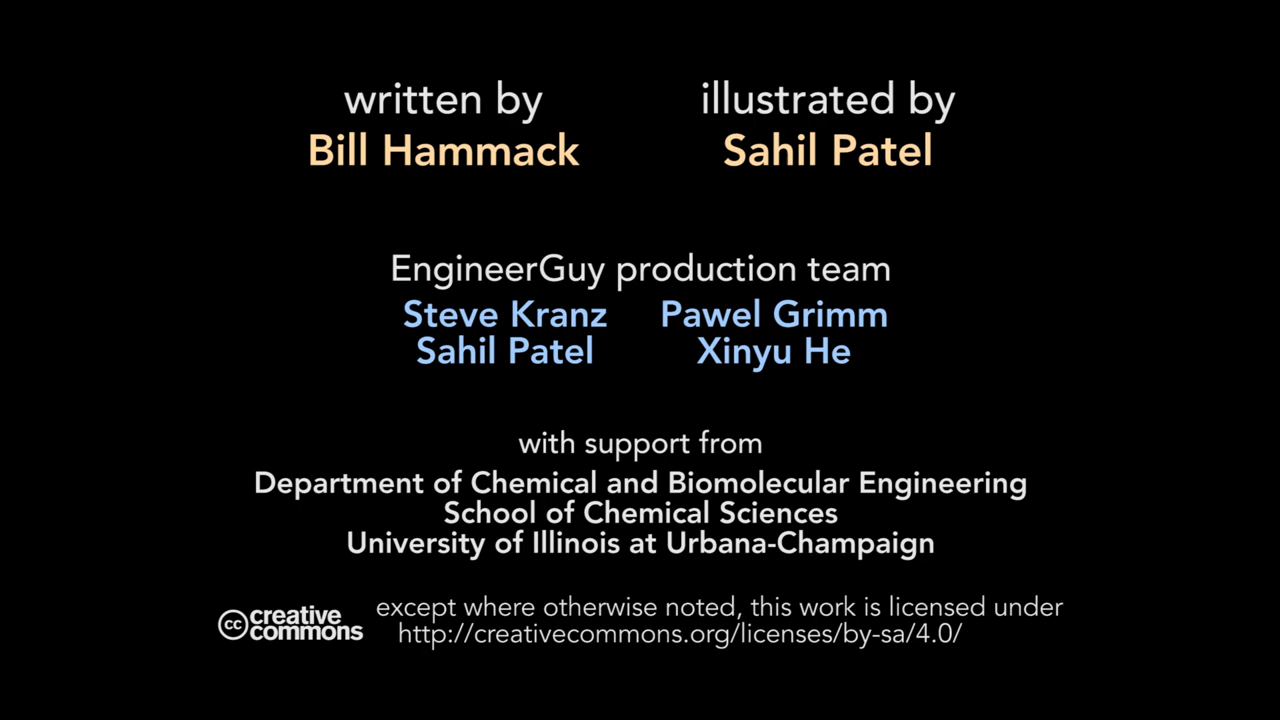 written by
Bill Hammack
illustrated by
Sahil Patel
EngineerGuy production team
Steve Kranz Pawel Grimm
Sahil Patel Xinyu He
with support from
Department of Chemical and Biomolecular Engineering
School of Chemical Sciences
University of Illinois at Urbana-Champaign
cc creative commons
except where otherwise noted, this work is licensed under
http://creativecommons.org/licenses/by-sa/4.0/